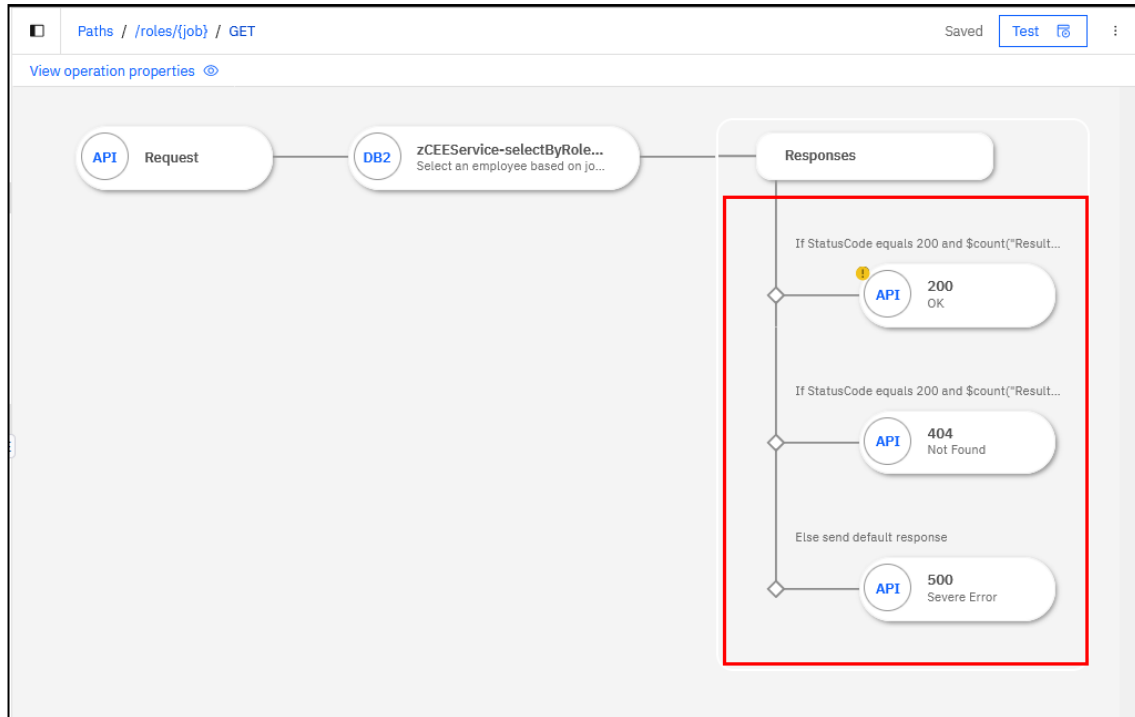 Paths / /roles/{job} / GET
Saved
Test
View operation properties
API
Request
DB2
zCEEService-selectByRole...
Select an employee based on jo...
Responses
If StatusCode equals 200 and $count("Result...
!
API
200
OK
If StatusCode equals 200 and $count("Result...
API
404
Not Found
Else send default response
API
500
Severe Error